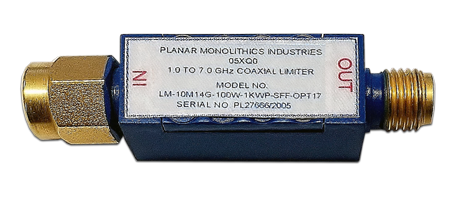 PLANAR MONOLITHICS INDUSTRIES
05XQ0
1.0 TO 7.0 GHz COAXIAL LIMITER
MODEL NO.
LM-10M14G-100W-1KWP-SFF-OPT17
SERIAL NO. PL27666/2005
IN
OUT